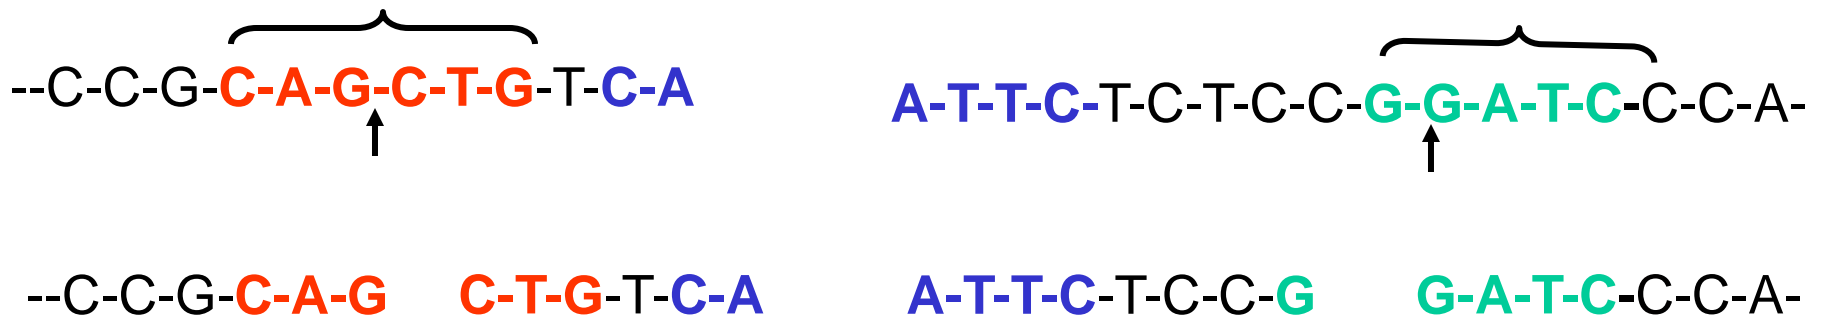 --C-C-G-C-A-G-C-T-G-T-C-A
A-T-T-C-T-C-T-C-C-G-G-A-T-C-C-C-A-
--C-C-G-C-A-G C-T-G-T-C-A
A-T-T-C-T-C-C-G G-A-T-C-C-C-A-